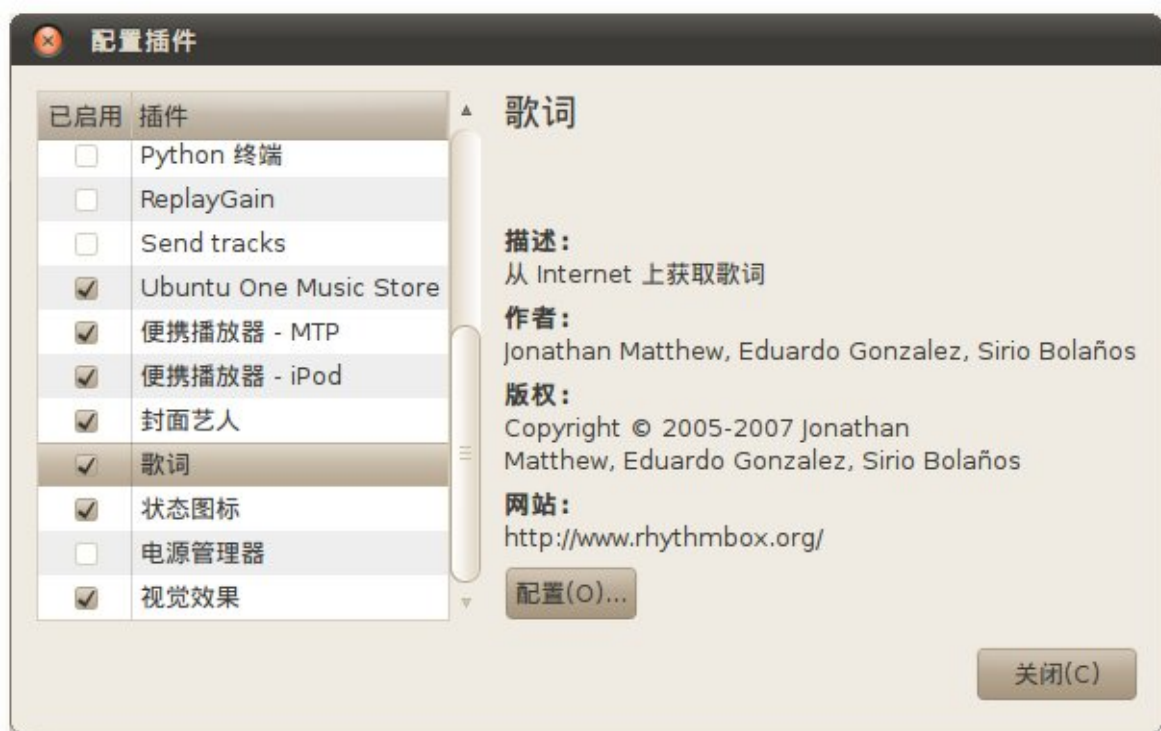 配置插件
已启用 插件
Python 终端
ReplayGain
Send tracks
Ubuntu One Music Store
便携播放器 - MTP
便携播放器 - iPod
封面艺人
歌词
状态图标
电源管理器
视觉效果
歌词
描述：
从 Internet 上获取歌词
作者：
Jonathan Matthew, Eduardo Gonzalez, Sirio Bolaños
版权：
Copyright © 2005-2007 Jonathan
Matthew, Eduardo Gonzalez, Sirio Bolaños
网站：
http://www.rhythmbox.org/
配置(O)...
关闭(C)